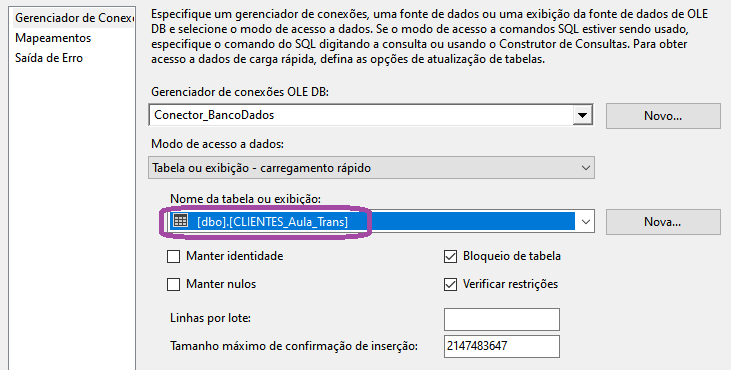 Gerenciador de Conex
Mapeamentos
Saída de Erro
Especifique um gerenciador de conexões, uma fonte de dados ou uma exibição da fonte de dados de OLE
DB e selecione o modo de acesso a dados. Se o modo de acesso a comandos SQL estiver sendo usado,
especifique o comando do SQL digitando a consulta ou usando o Construtor de Consultas. Para obter
acesso a dados de carga rápida, defina as opções de atualização de tabelas.
Gerenciador de conexões OLE DB:
Conector_BancoDados
Novo...
Modo de acesso a dados:
Tabela ou exibição - carregamento rápido
Nome da tabela ou exibição:
[dbo].[CLIENTES_Aula_Trans]
Nova...
Manter identidade
Bloqueio de tabela
Manter nulos
Verificar restrições
Linhas por lote:
Tamanho máximo de confirmação de inserção:
2147483647